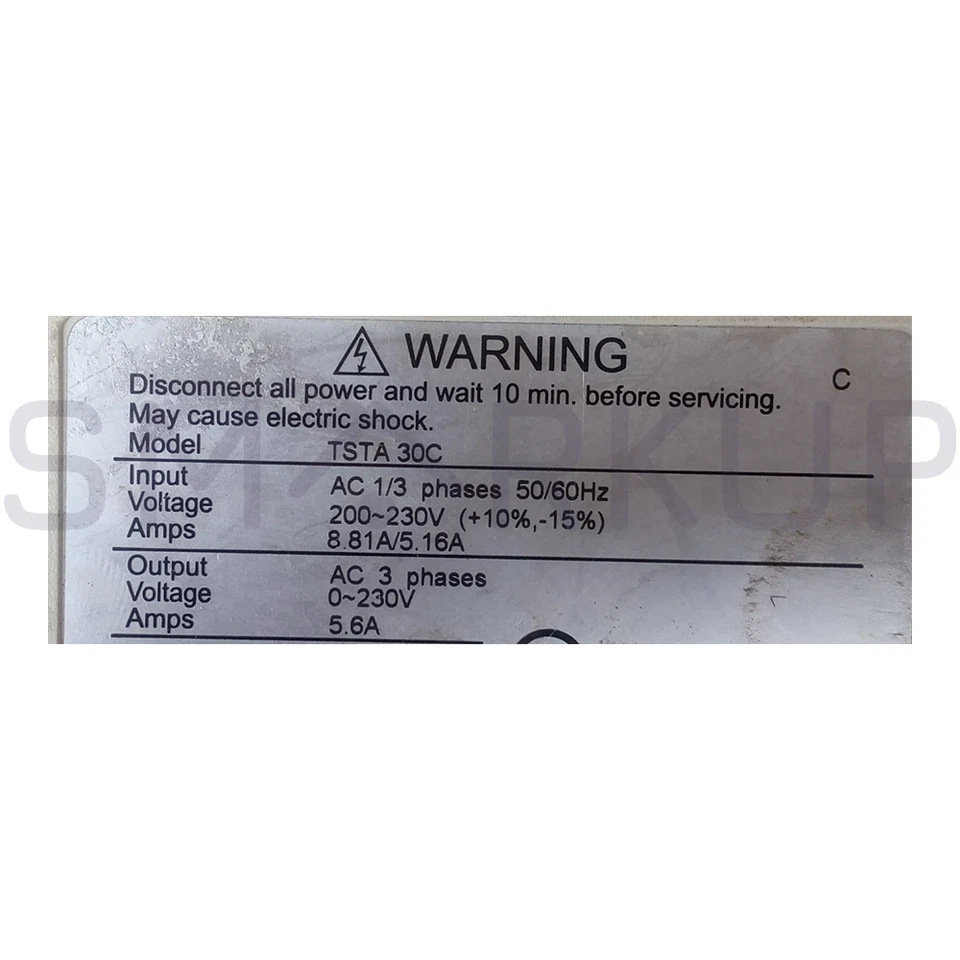 WARNING
C
Disconnect all power and wait 10 min. before servicing.
May cause electric shock.
Model TSTA 30C
Input AC 1/3 phases 50/60Hz
Voltage 200~230V (+10%,-15%)
Amps 8.81A/5.16A
Output AC 3 phases
Voltage 0~230V
Amps 5.6A
SMARKUP